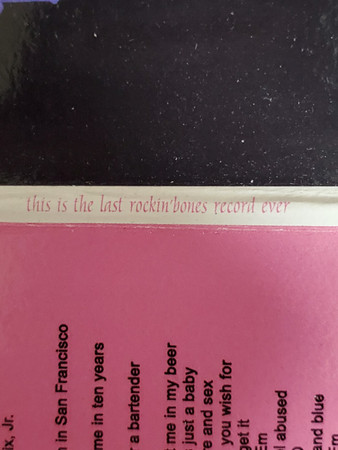 this is the last rockin'bones record ever
ix, Jr.
n in San Francisco
me in ten years
r a bartender
t me in my beer
just a baby
e and sex
you wish for
get it
Em
l abused
and blue
Em